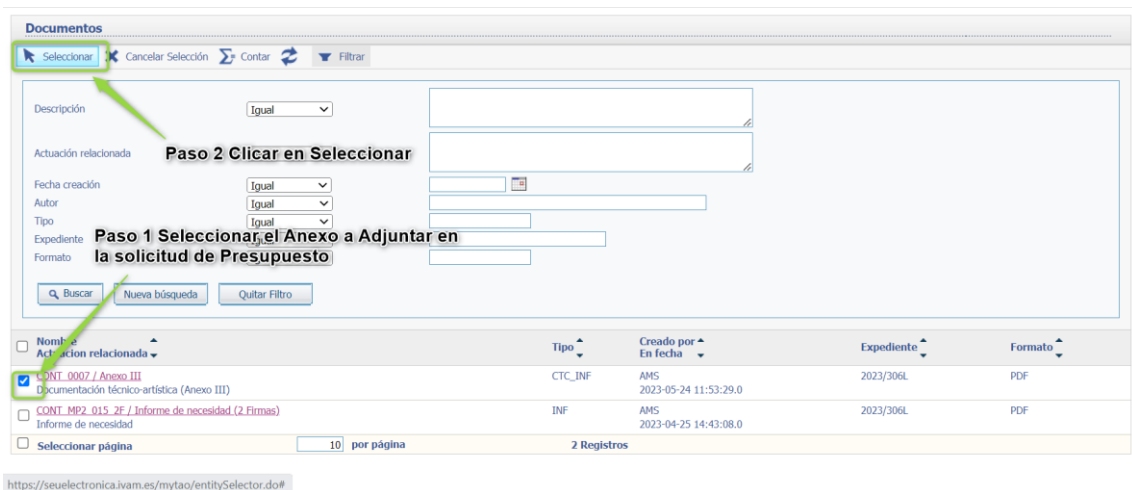 Documentos
Seleccionar Cancelar Selección Contar Filtrar
Descripción Igual
Actuación relacionada
Paso 2 Clicar en Seleccionar
Fecha creación Igual
Autor Igual
Tipo Igual
Expediente
Paso 1 Seleccionar el Anexo a Adjuntar en
la solicitud de Presupuesto
Formato
Buscar Nueva búsqueda Quitar Filtro
Nombre Tipo Creado por Expediente Formato
Actuacion relacionada En fecha
CONT_0007 / Anexo III CTC_INF AMS 2023/306L PDF
Documentación técnico-artística (Anexo III) 2023-05-24 11:53:29.0
CONT_MP2_015_2F / Informe de necesidad (2 Firmas) INF AMS 2023/306L PDF
Informe de necesidad 2023-04-25 14:43:08.0
Seleccionar página 10 por página 2 Registros
https://seuelectronica.ivam.es/mytao/entitySelector.do#